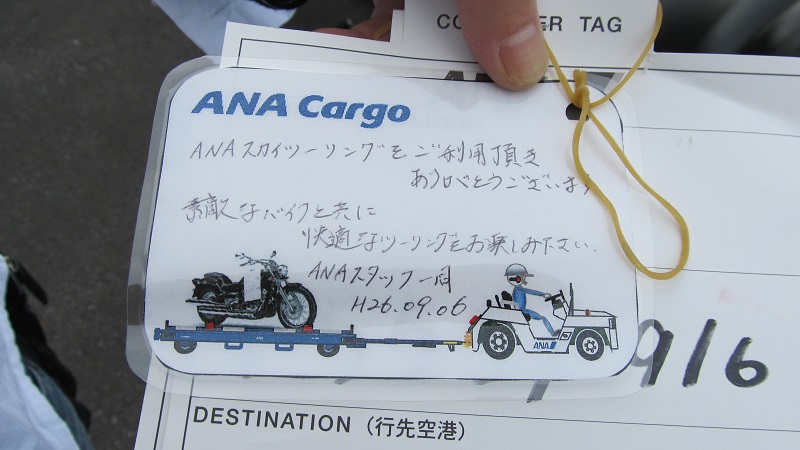 TAG
ANA Cargo
ANAスカイツーリングをご利用頂き
ありがとうございます
素敵なバイクと共に
快適なツーリングをお楽しみ下さい.
ANAスタッフ一同
H26.09.06
ANA
916
DESTINATION (行先空港)